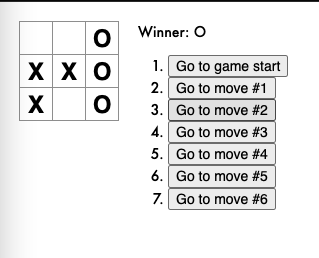 O
X X O
X O
Winner: O
1. Go to game start
2. Go to move #1
3. Go to move #2
4. Go to move #3
5. Go to move #4
6. Go to move #5
7. Go to move #6